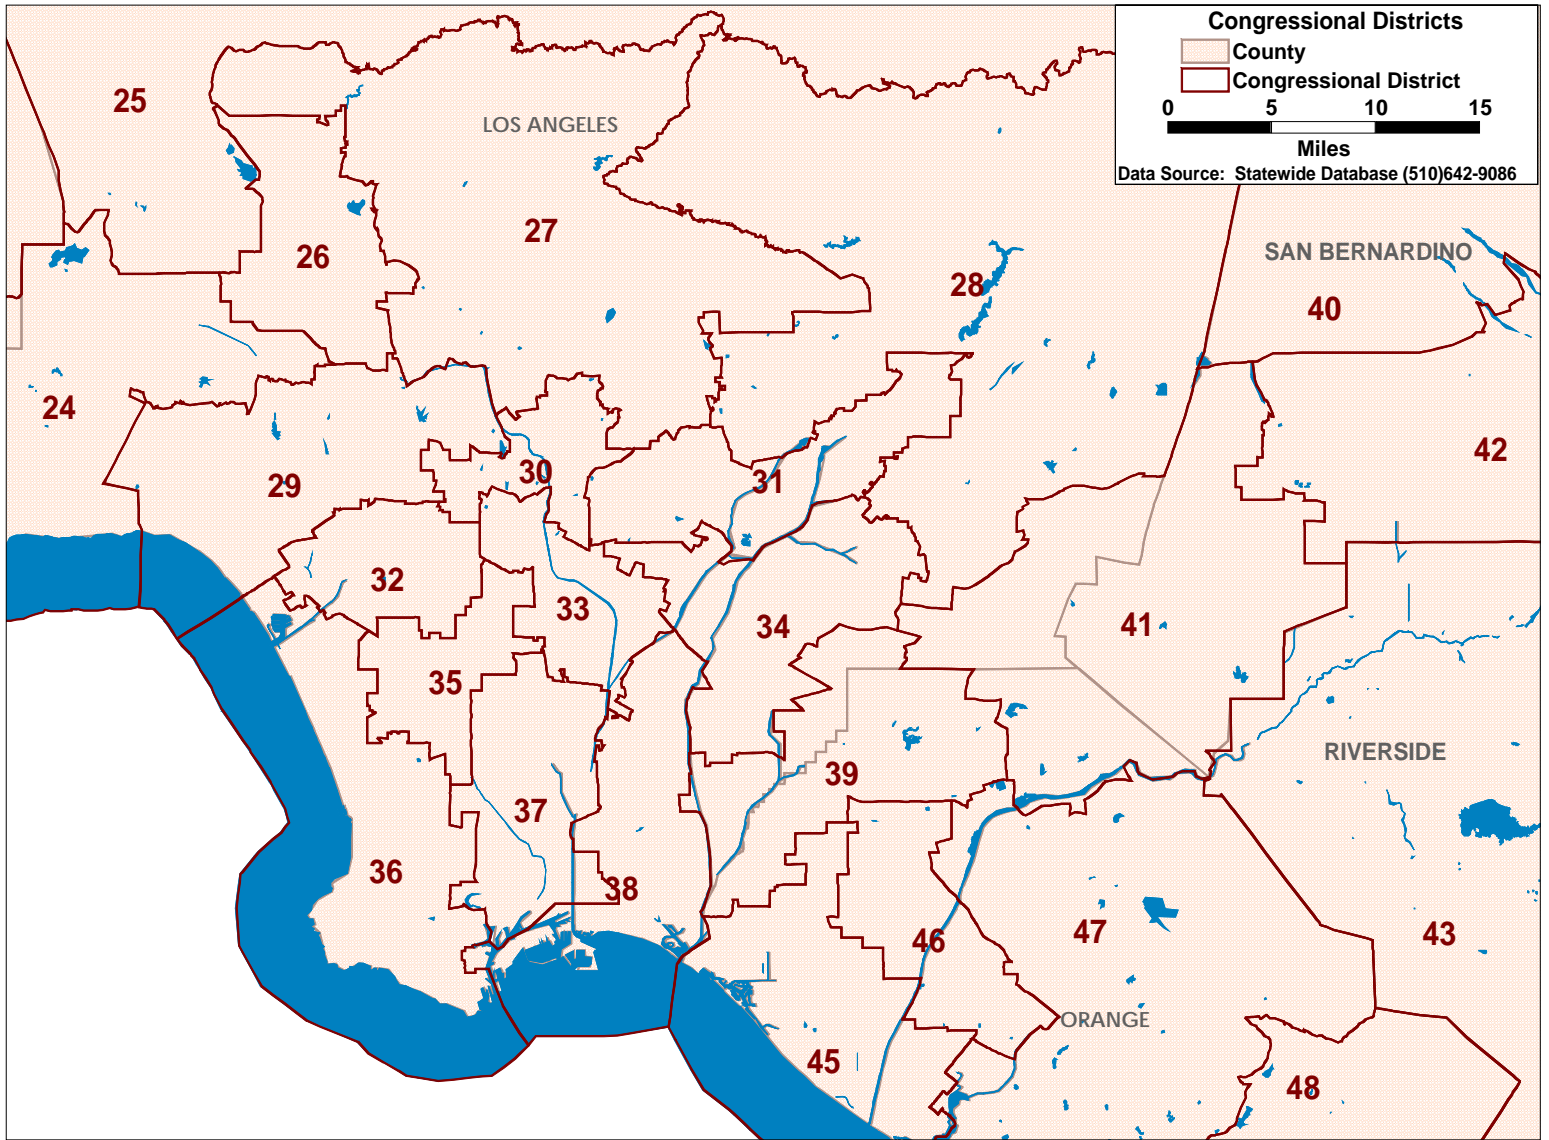 Congressional Districts
County
Congressional District
0 5 10 15
Miles
Data Source: Statewide Database (510)642-9086
25
LOS ANGELES
27
26
SAN BERNARDINO
28
40
24
42
30
29
31
32
33
34
41
35
RIVERSIDE
39
37
36
38
46
47
43
ORANGE
45
48